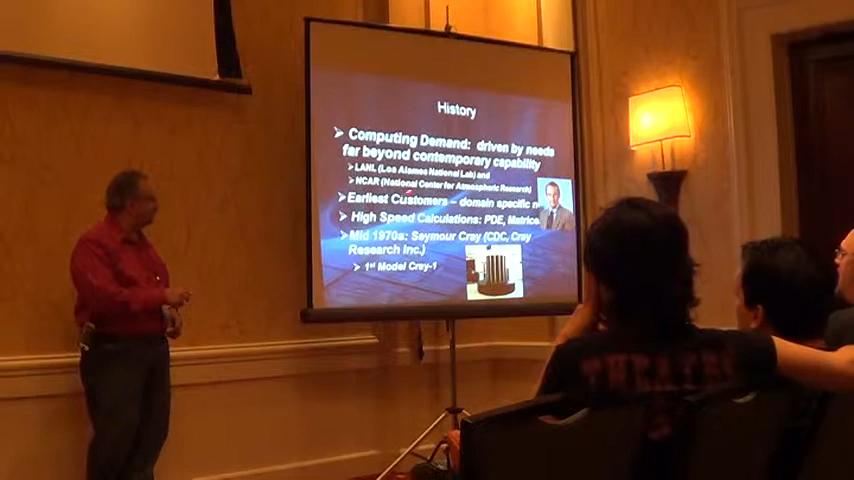 History
Computing Demand: driven by needs
far beyond contemporary capability
LANL (Los Alamos National Lab) and
NCAR (National Center for Atmospheric Research)
Earliest Customers – domain specific
High Speed Calculations: PDE, Matrices
Mid 1970s: Seymour Cray (CDC, Cray
Research Inc.)
1st Model Cray-1
THEATRE